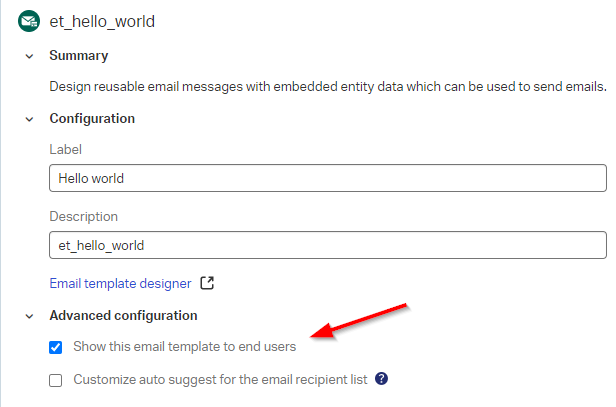 et_hello_world
Summary
Design reusable email messages with embedded entity data which can be used to send emails.
Configuration
Label
Hello world
Description
et_hello_world
Email template designer
Advanced configuration
Show this email template to end users
Customize auto suggest for the email recipient list ?